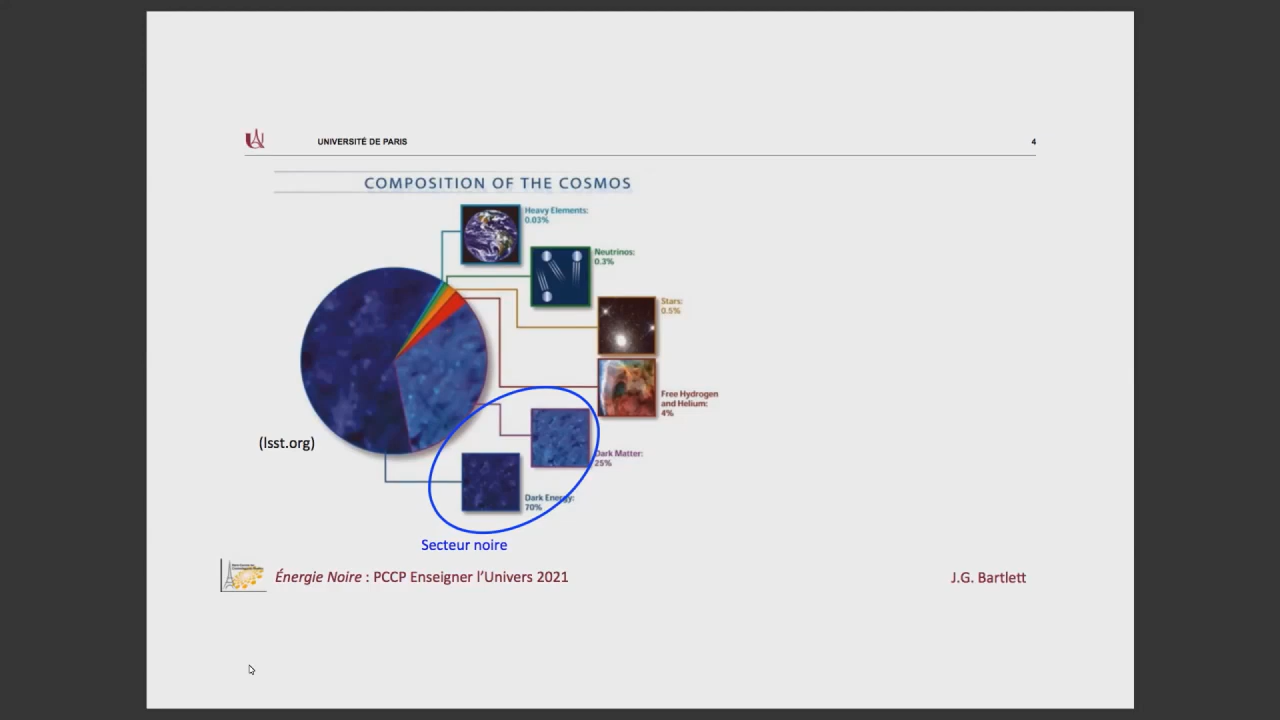 UNIVERSITÉ DE PARIS
4
COMPOSITION OF THE COSMOS
Heavy Elements:
0.03%
Neutrinos:
0.3%
Stars:
0.5%
Free Hydrogen
and Helium:
4%
(lsst.org)
Dark Matter:
25%
Dark Energy:
70%
Secteur noire
Énergie Noire : PCCP Enseigner l’Univers 2021
J.G. Bartlett